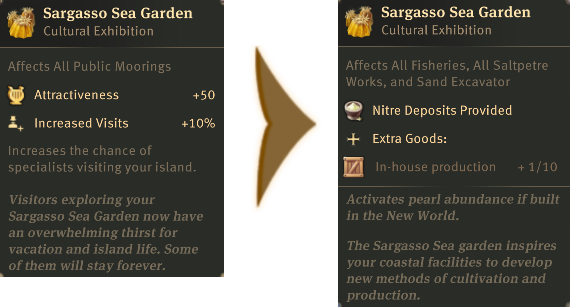 Sargasso Sea Garden
Cultural Exhibition
Affects All Public Moorings
Attractiveness +50
Increased Visits +10%
Increases the chance of
specialists visiting your island.
Visitors exploring your
Sargasso Sea Garden now have
an overwhelming thirst for
vacation and island life. Some
of them will stay forever.
Sargasso Sea Garden
Cultural Exhibition
Affects All Fisheries, All Saltpetre
Works, and Sand Excavator
Nitre Deposits Provided
Extra Goods:
In-house production + 1/10
Activates pearl abundance if built
in the New World.
The Sargasso Sea garden inspires
your coastal facilities to develop
new methods of cultivation and
production.